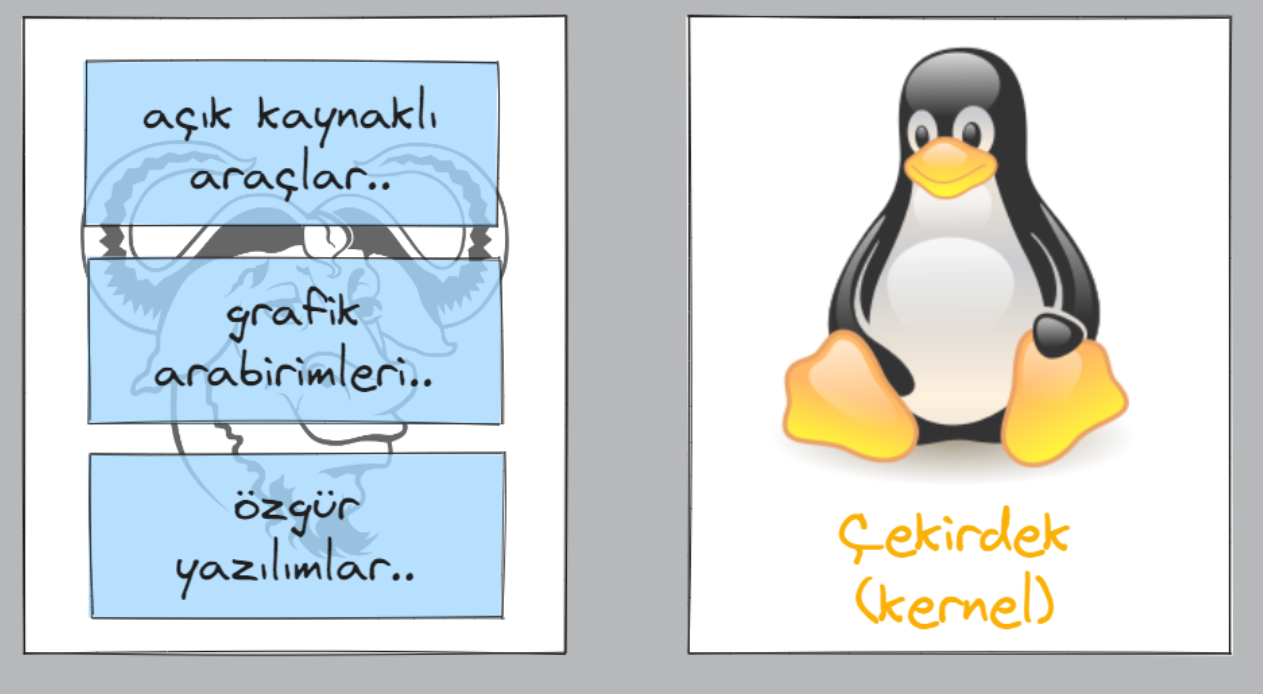 açık kaynaklı
araçlar..
grafik
arabirimleri..
özgür
yazılımlar..
Çekirdek
(kernel)